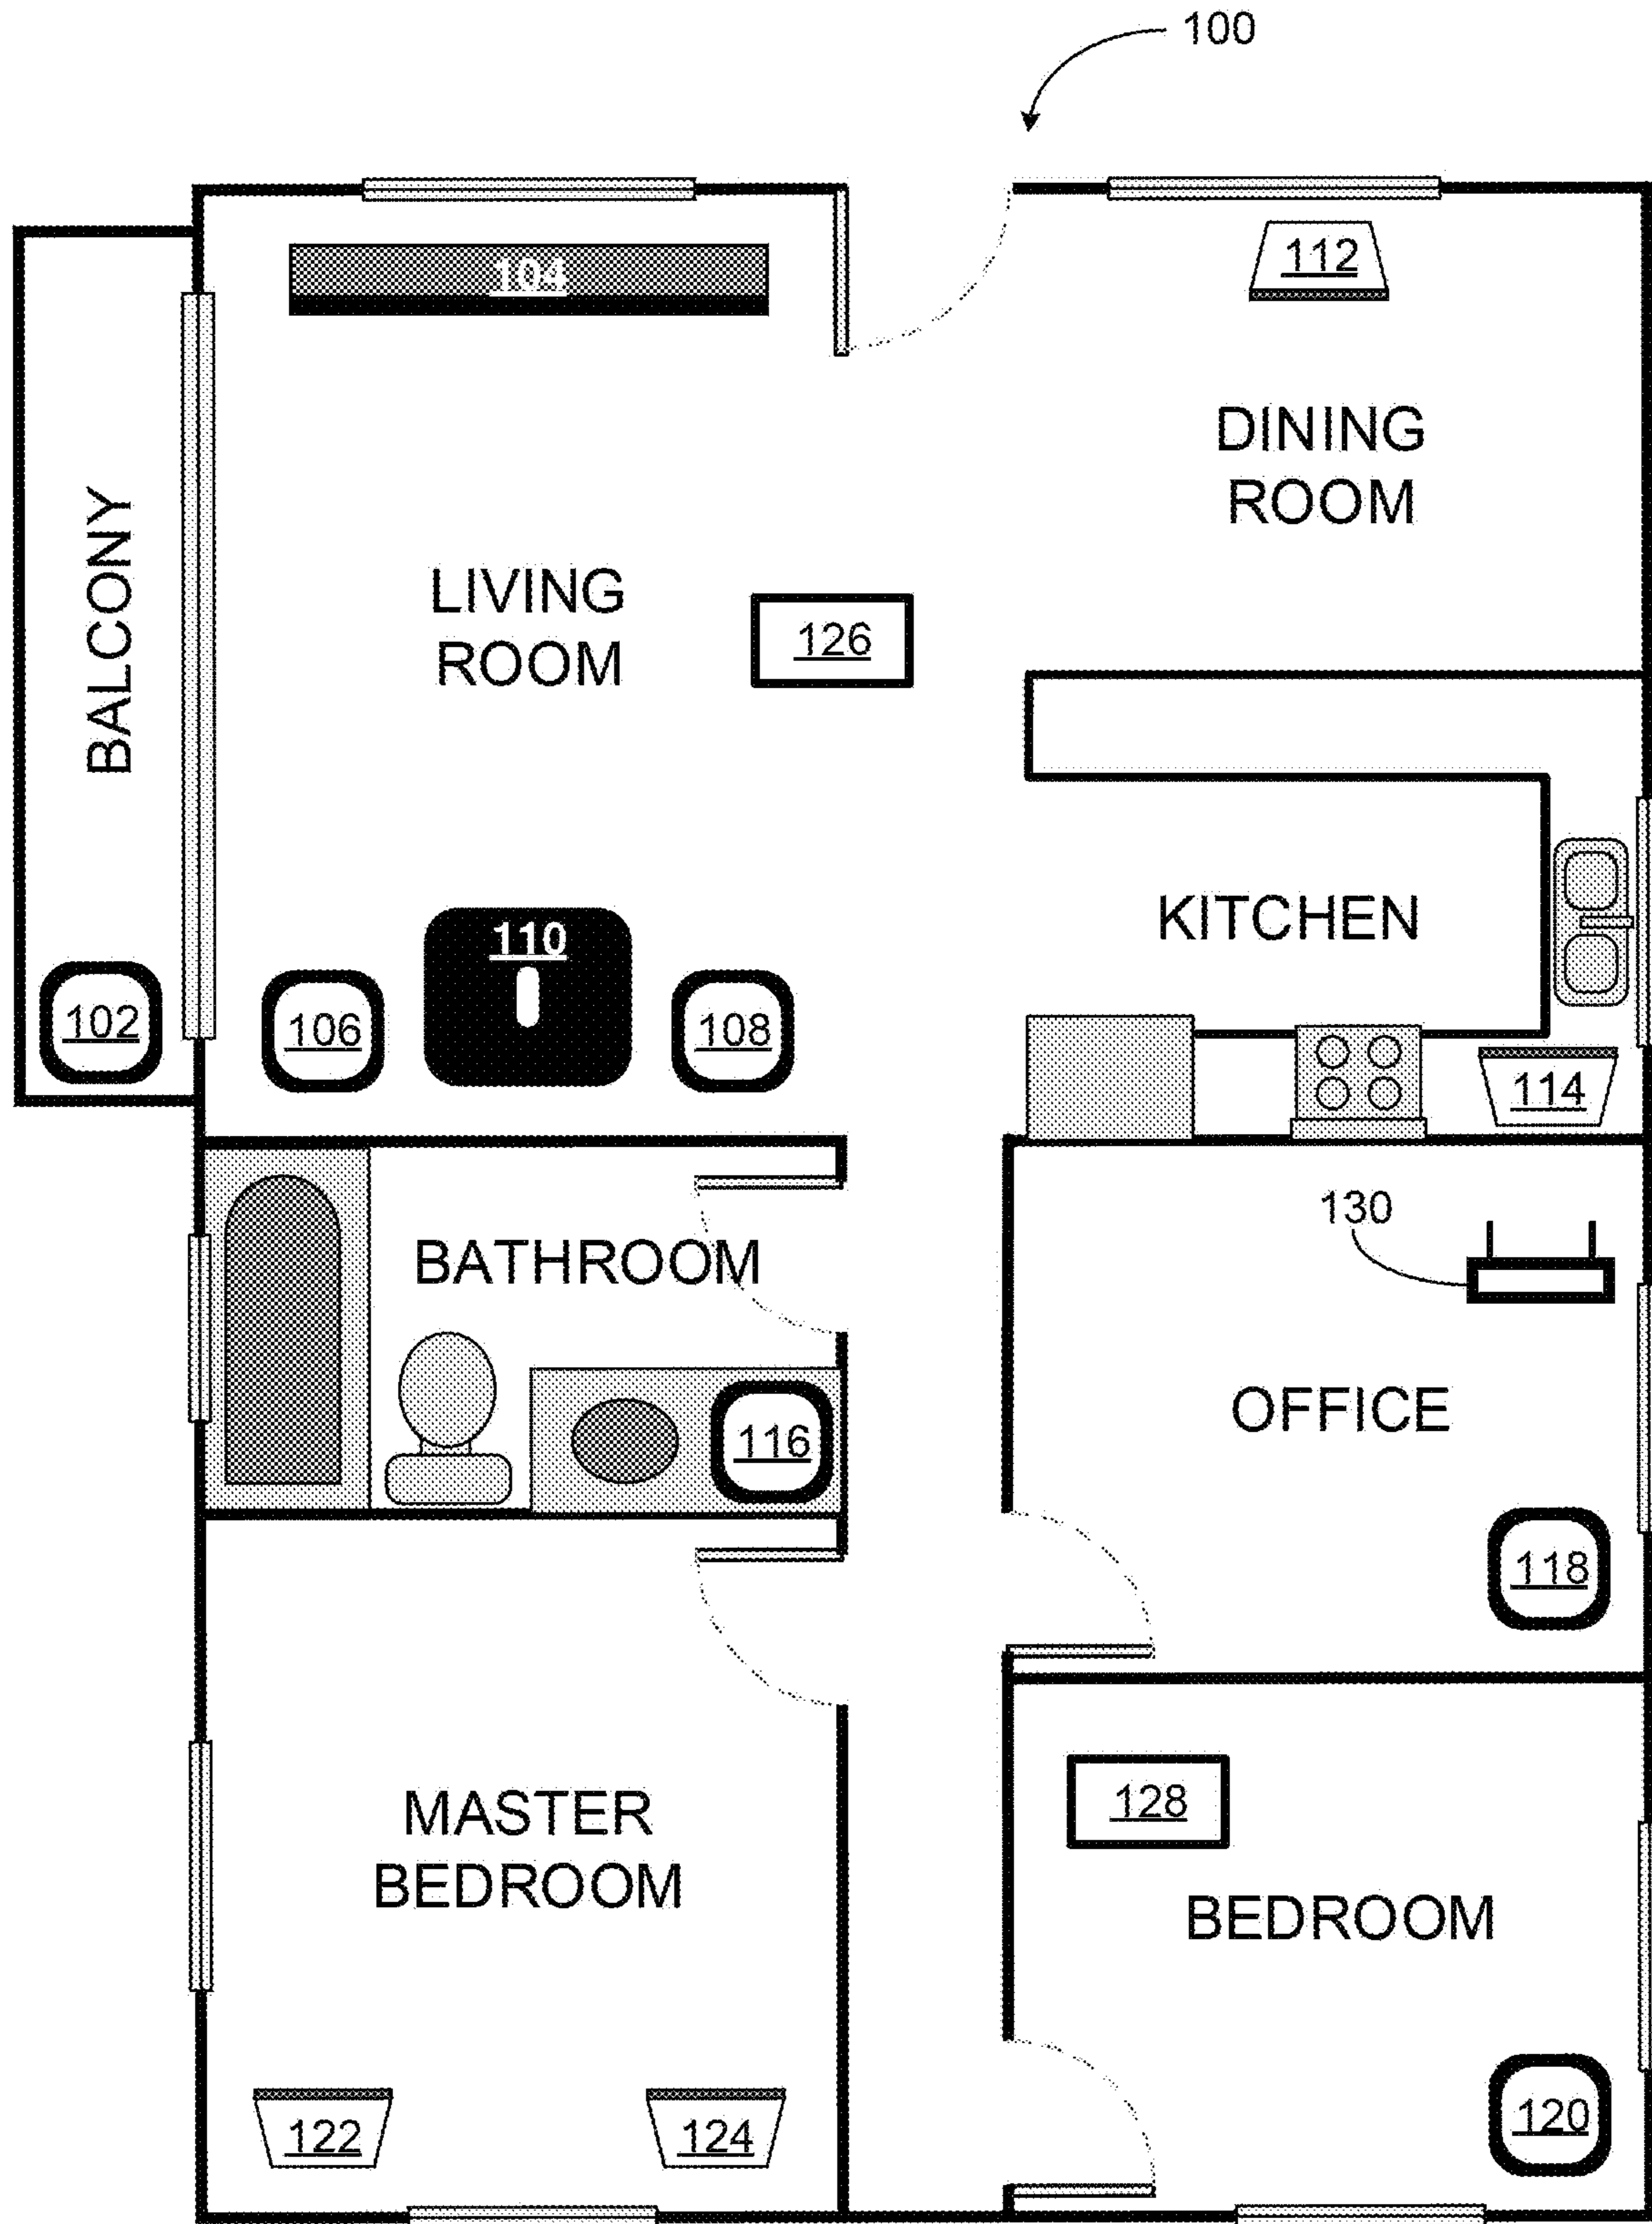 100
104
112
DINING
ROOM
BALCONY
LIVING
ROOM
126
KITCHEN
110
102
106
108
114
130
BATHROOM
OFFICE
116
118
MASTER
BEDROOM
128
BEDROOM
122
124
120